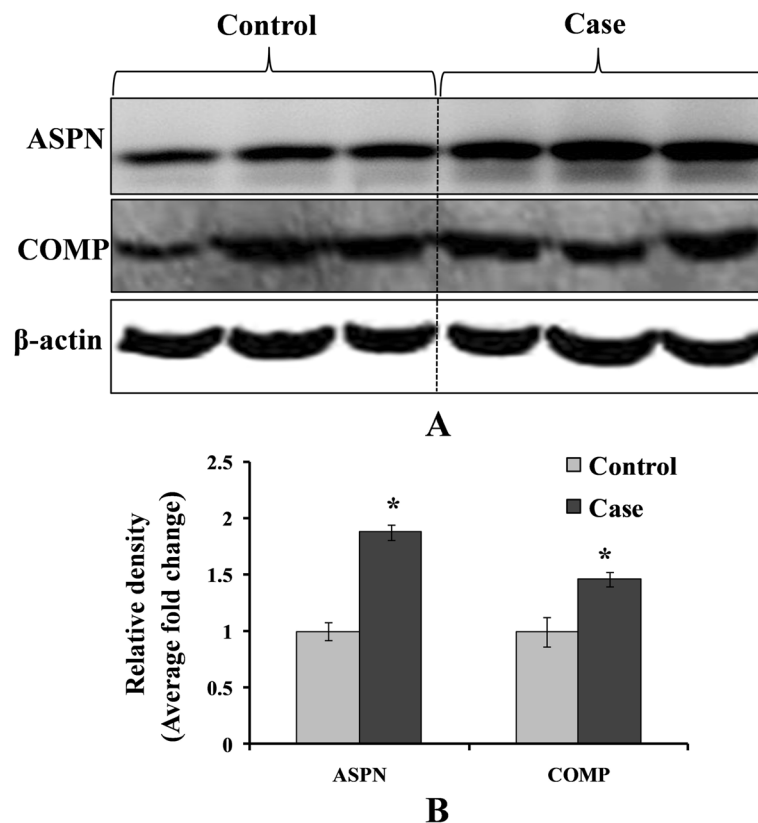 Control Case
ASPN
COMP
β-actin
A
2.5
2
1.5
1
0.5
0
Relative density
(Average fold change)
Control
Case
*
*
ASPN COMP
B